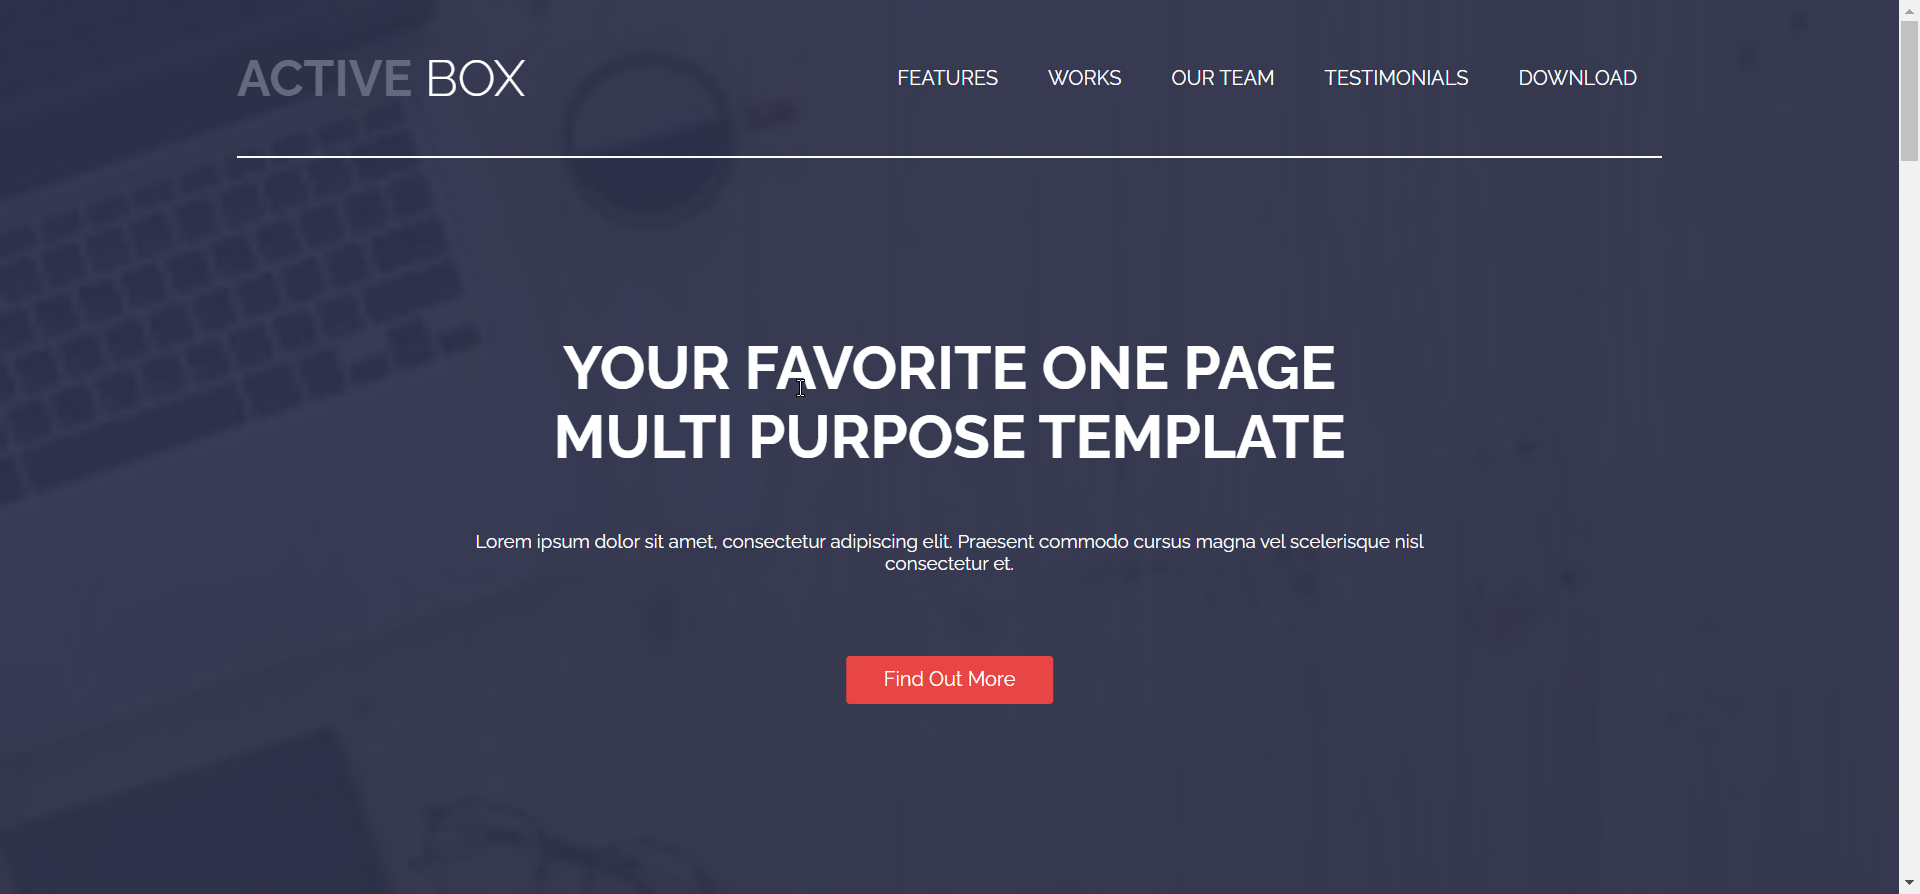 ACTIVE BOX
FEATURES WORKS OUR TEAM TESTIMONIALS DOWNLOAD
YOUR FAVORITE ONE PAGE
MULTI PURPOSE TEMPLATE
Lorem ipsum dolor sit amet, consectetur adipiscing elit. Praesent commodo cursus magna vel scelerisque nisl
consectetur et.
Find Out More